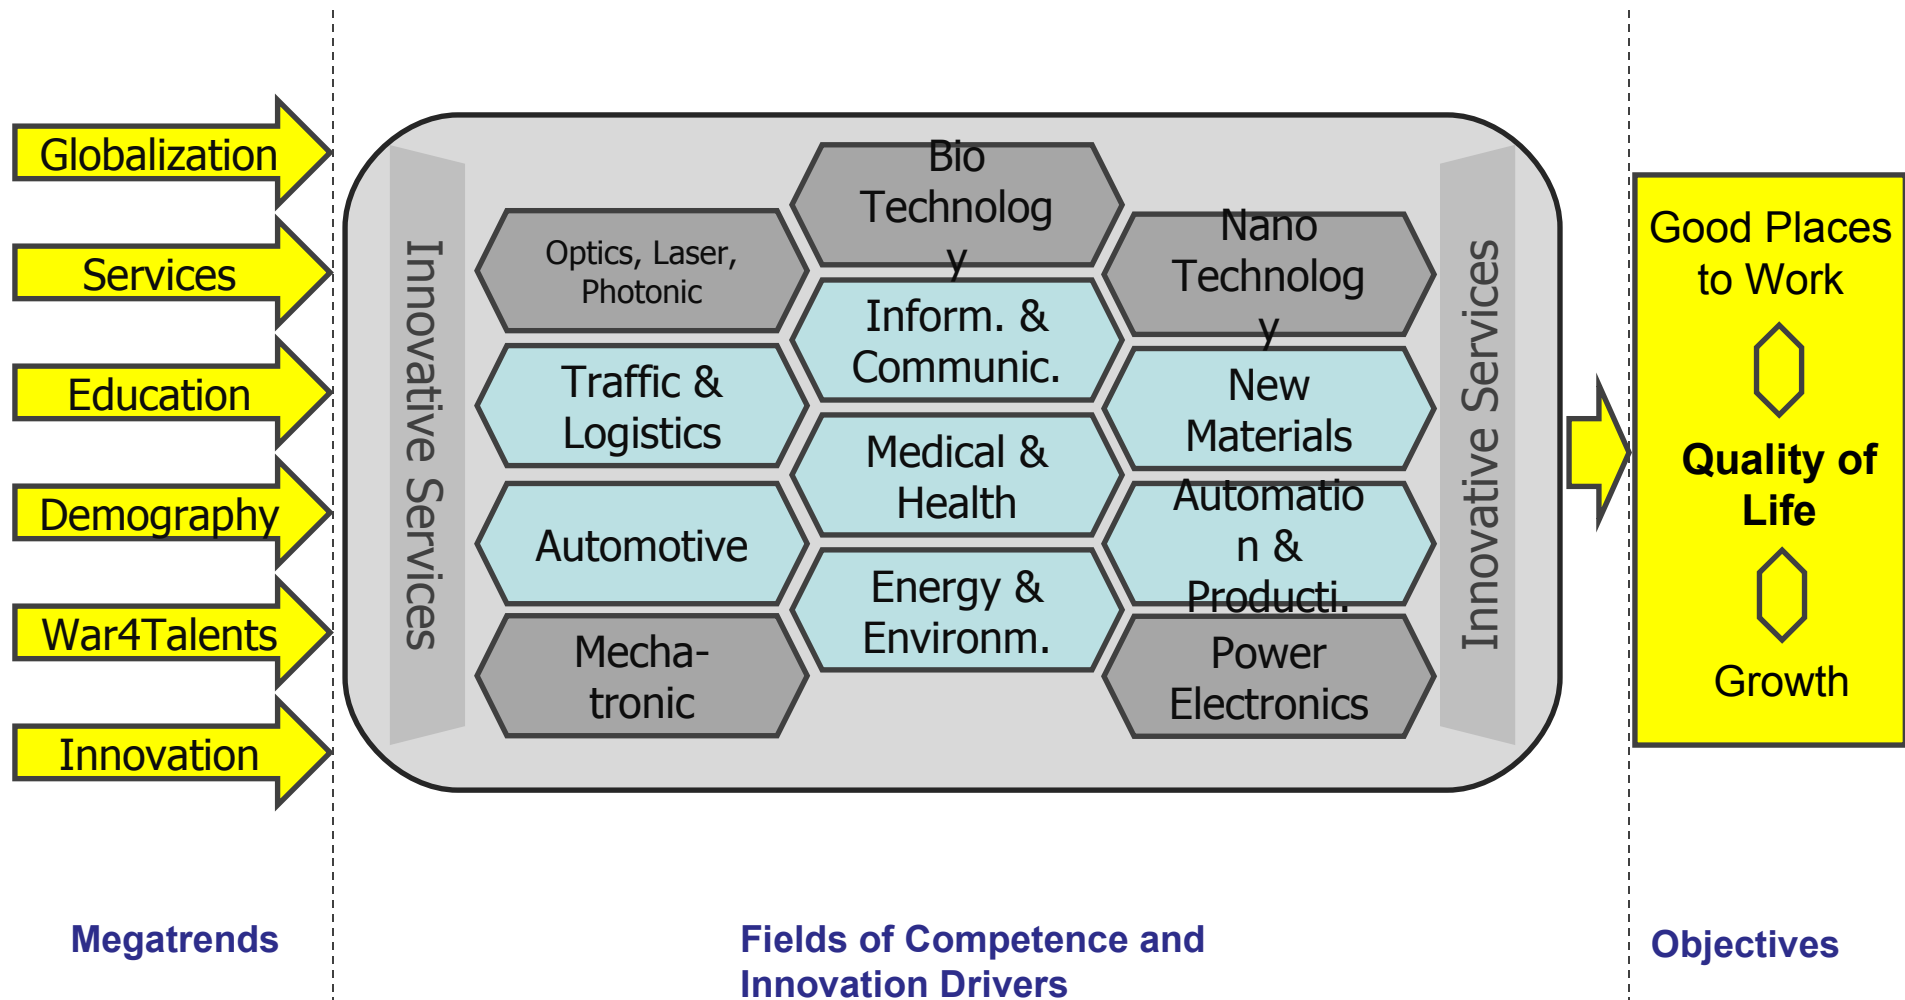 Globalization
Services
Education
Demography
War4Talents
Innovation
Innovative Services
Optics, Laser,
Photonic
Traffic &
Logistics
Automotive
Mecha-
tronic
Bio
Technolog
y
Inform. &
Communic.
Medical &
Health
Energy &
Environm.
Nano
Technolog
y
New
Materials
Automatio
n &
Producti.
Power
Electronics
Innovative Services
Good Places
to Work
Quality of
Life
Growth
Megatrends
Fields of Competence and
Innovation Drivers
Objectives